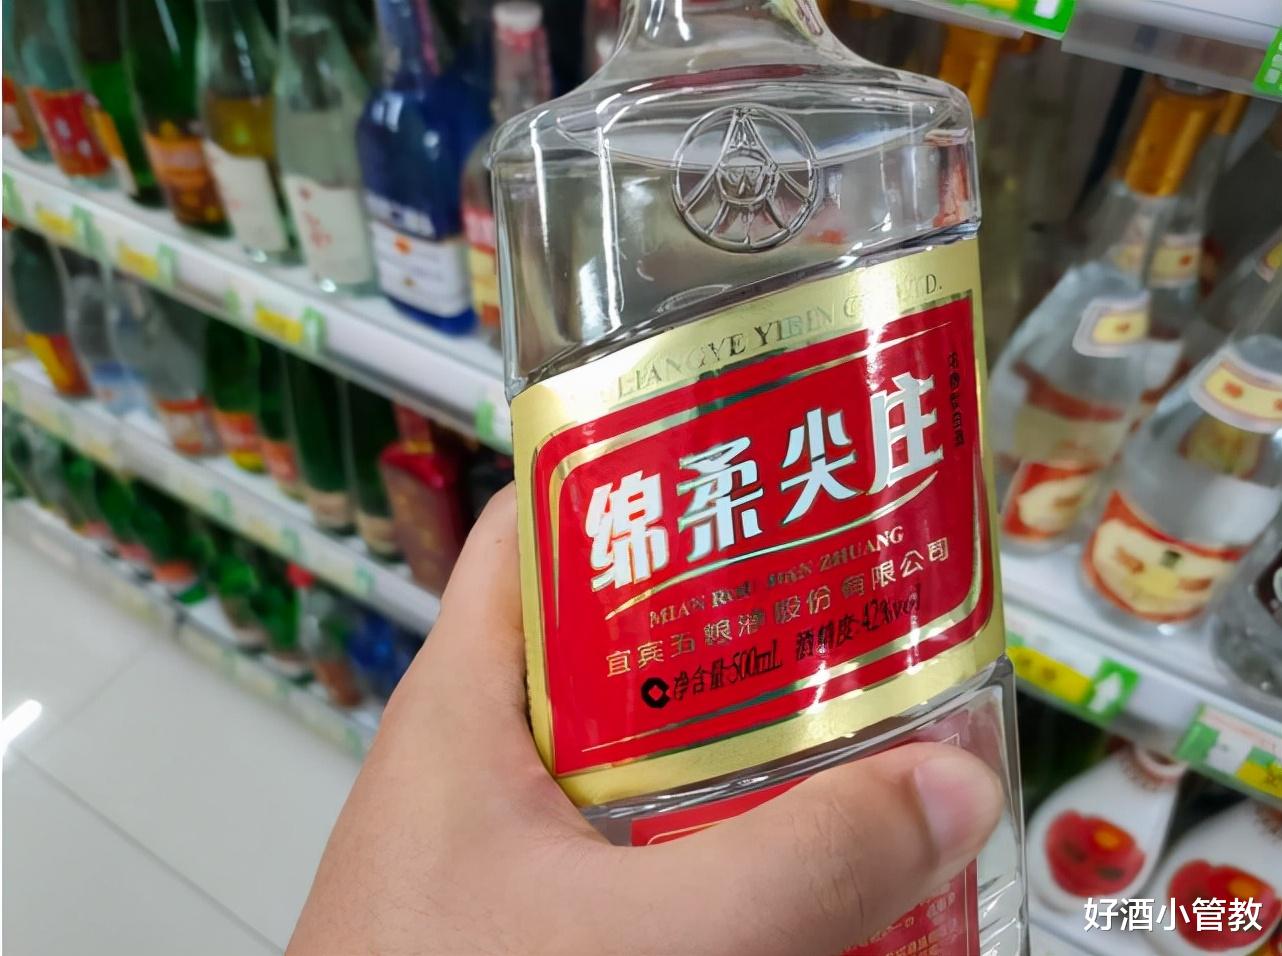 LIANGYE YIBIN CO., LTD.
绵柔尖庄
MIAN ROU JIAN ZHUANG
宜宾五粮液股份有限公司
净含量:500mL 酒精度:42%vol
好酒小管教